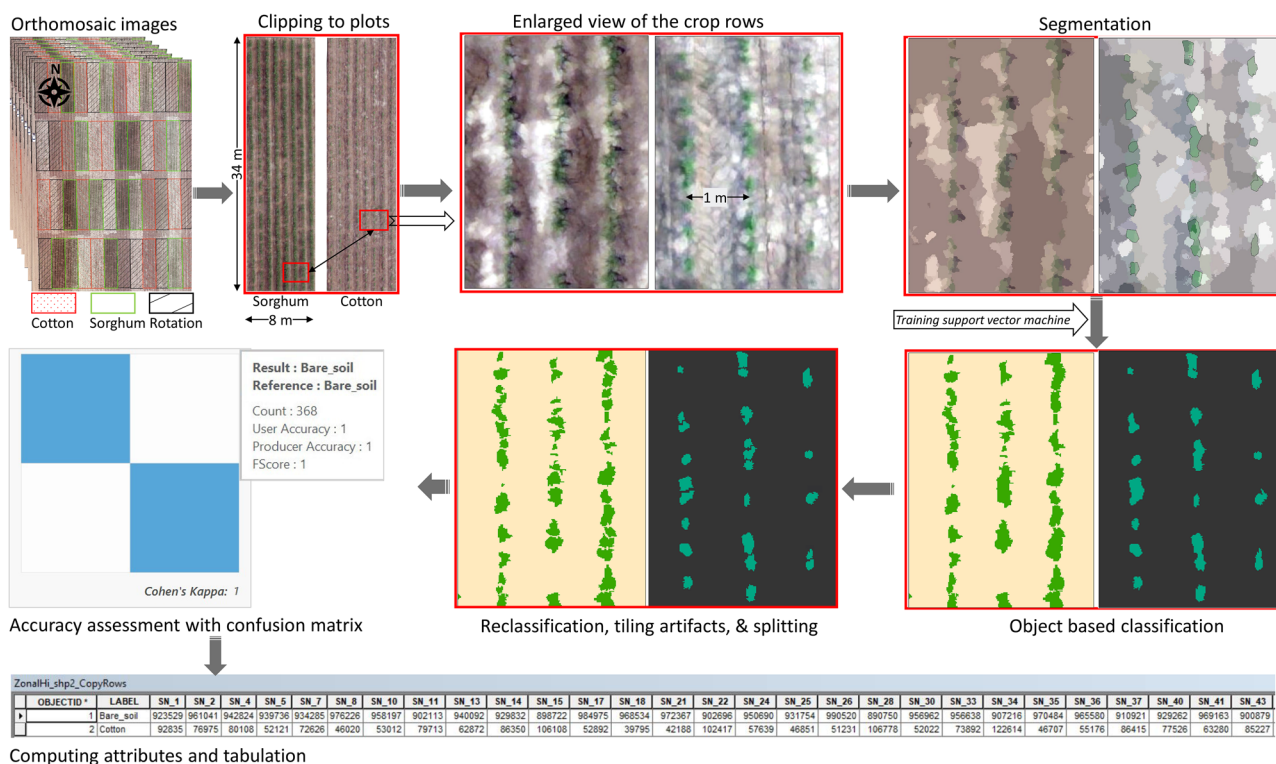 Orthomosaic images
Clipping to plots
Enlarged view of the crop rows
Segmentation
N
34 m
1 m
Cotton Sorghum Rotation
Sorghum Cotton
8 m
Training support vector machine
Result : Bare_soil
Reference : Bare_soil
Count : 368
User Accuracy : 1
Producer Accuracy : 1
FScore : 1
Cohen's Kappa: 1
Accuracy assessment with confusion matrix
Reclassification, tiling artifacts, & splitting
Object based classification
ZonalHi_shp2_CopyRows
OBJECTID * LABEL SN_1 SN_2 SN_4 SN_5 SN_7 SN_8 SN_10 SN_11 SN_13 SN_14 SN_15 SN_17 SN_18 SN_21 SN_22 SN_24 SN_25 SN_26 SN_28 SN_30 SN_33 SN_34 SN_35 SN_36 SN_37 SN_40 SN_41 SN_43
1 Bare_soil 923529 961041 942824 939736 934285 976226 958197 902113 940092 929832 898722 984975 968534 972367 902696 950690 931754 990520 890750 956962 956638 907216 970484 965580 910921 929262 969163 900879
2 Cotton 92835 76975 80108 52121 72626 46020 53012 79713 62872 86350 106108 52892 39795 42188 102417 57639 46851 51231 106778 52022 73892 122614 46707 55176 86415 77526 63280 85227
Computing attributes and tabulation